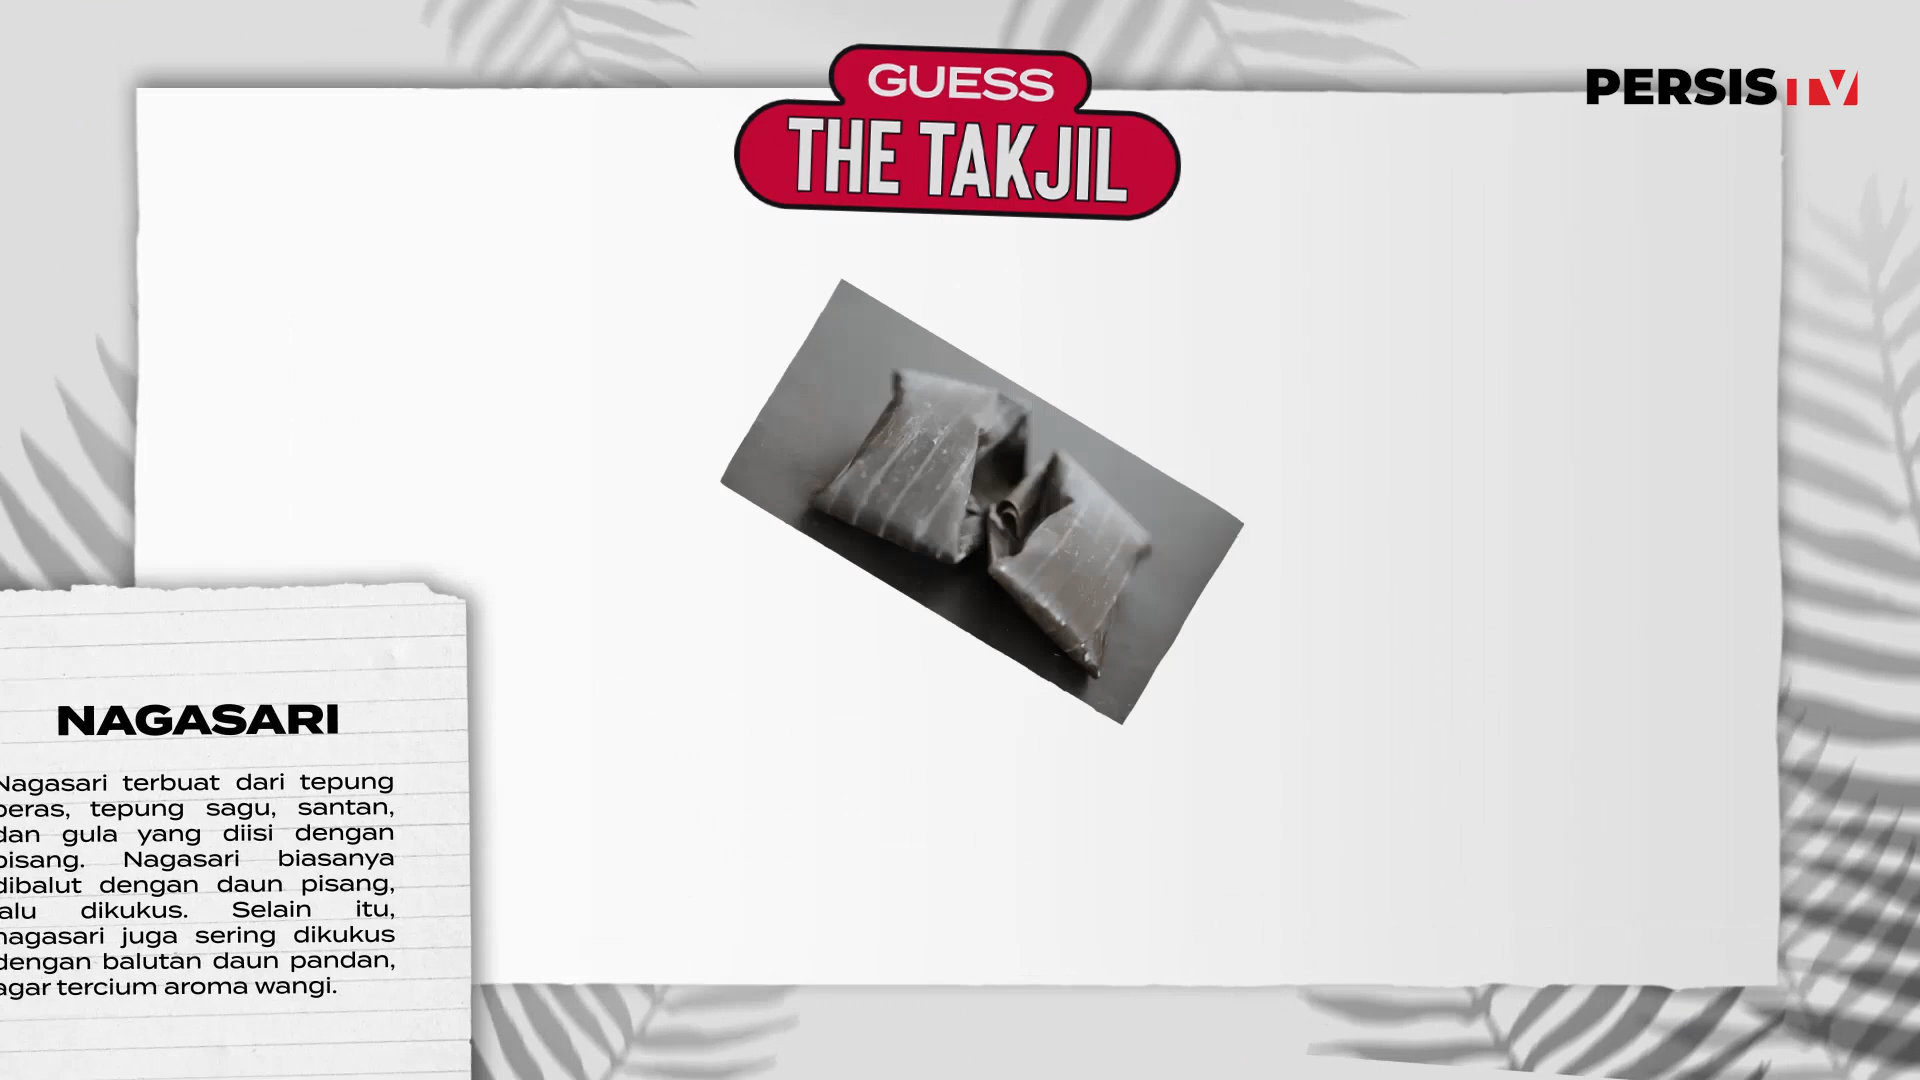 GUESS
THE TAKJIL
PERSIS TV
NAGASARI
Nagasari terbuat dari tepung
beras, tepung sagu, santan,
dan gula yang diisi dengan
pisang. Nagasari biasanya
dibalut dengan daun pisang,
lalu dikukus. Selain itu,
nagasari juga sering dikukus
dengan balutan daun pandan,
agar tercium aroma wangi.